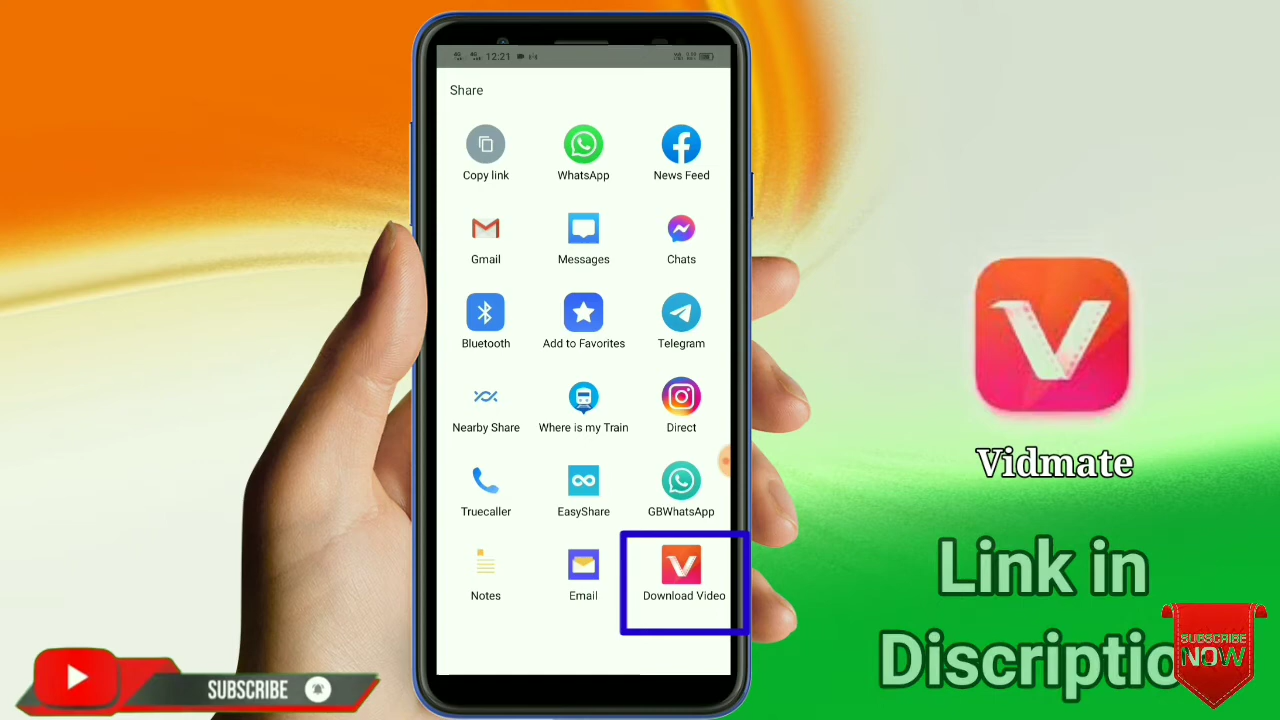 12:21
Share
Copy link
WhatsApp
News Feed
Gmail
Messages
Chats
Bluetooth
Add to Favorites
Telegram
Nearby Share
Where is my Train
Direct
Truecaller
EasyShare
GBWhatsApp
Notes
Email
Download Video
Vidmate
Link in
Discriptio
SUBSCRIBE
NOW
SUBSCRIBE